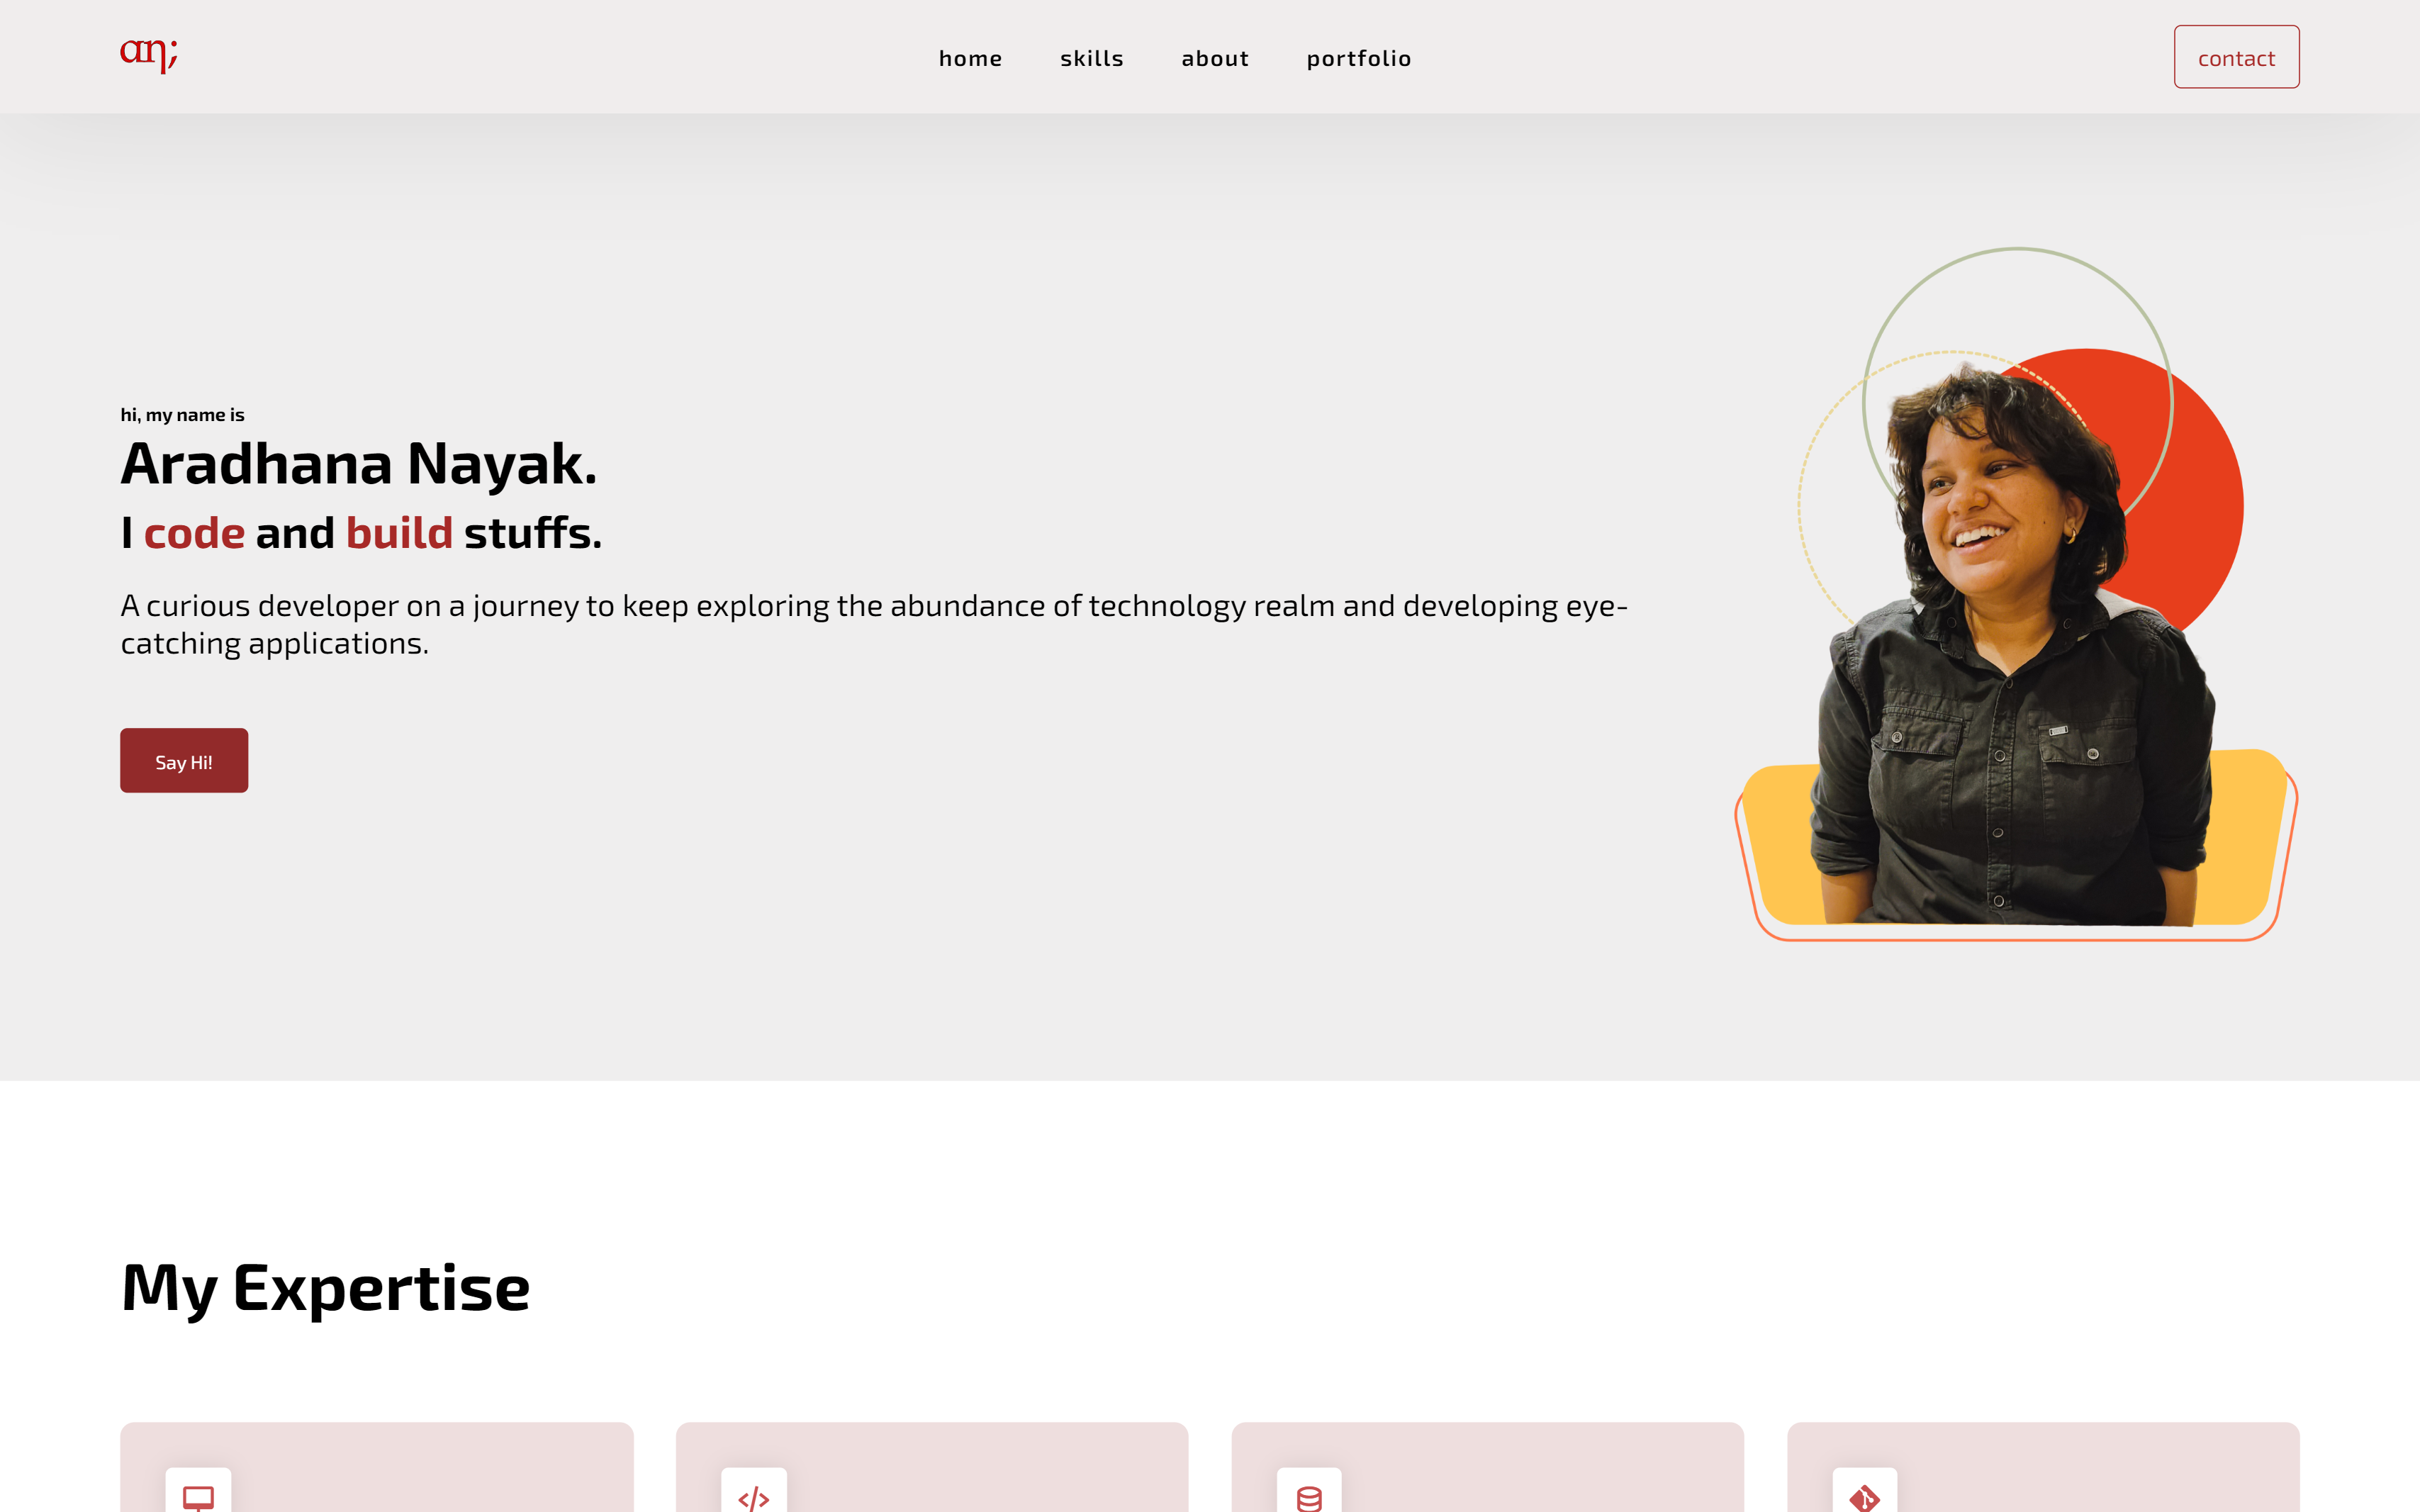 αη;
home skills about portfolio
contact
hi, my name is
Aradhana Nayak.
I code and build stuffs.
A curious developer on a journey to keep exploring the abundance of technology realm and developing eye-
catching applications.
Say Hi!
My Expertise